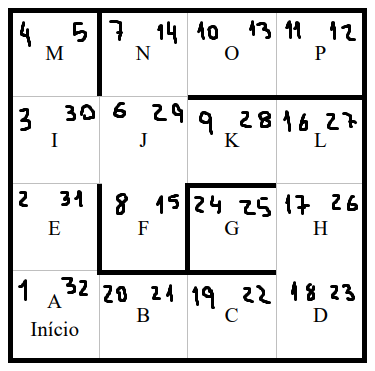 4 5 7 14 10 13 11 12
M N O P
3 30 6 29 9 28 16 27
I J K L
2 31 8 15 24 25 17 26
E F G H
1 32 20 21 19 22 18 23
A B C D
Início